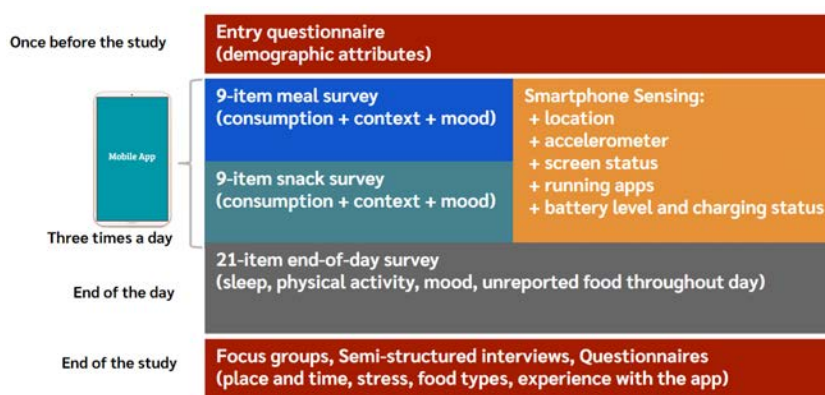 Once before the study
Entry questionnaire
(demographic attributes)
Mobile App
Three times a day
9-item meal survey
(consumption + context + mood)
9-item snack survey
(consumption + context + mood)
Smartphone Sensing:
+ location
+ accelerometer
+ screen status
+ running apps
+ battery level and charging status
End of the day
21-item end-of-day survey
(sleep, physical activity, mood, unreported food throughout day)
End of the study
Focus groups, Semi-structured interviews, Questionnaires
(place and time, stress, food types, experience with the app)